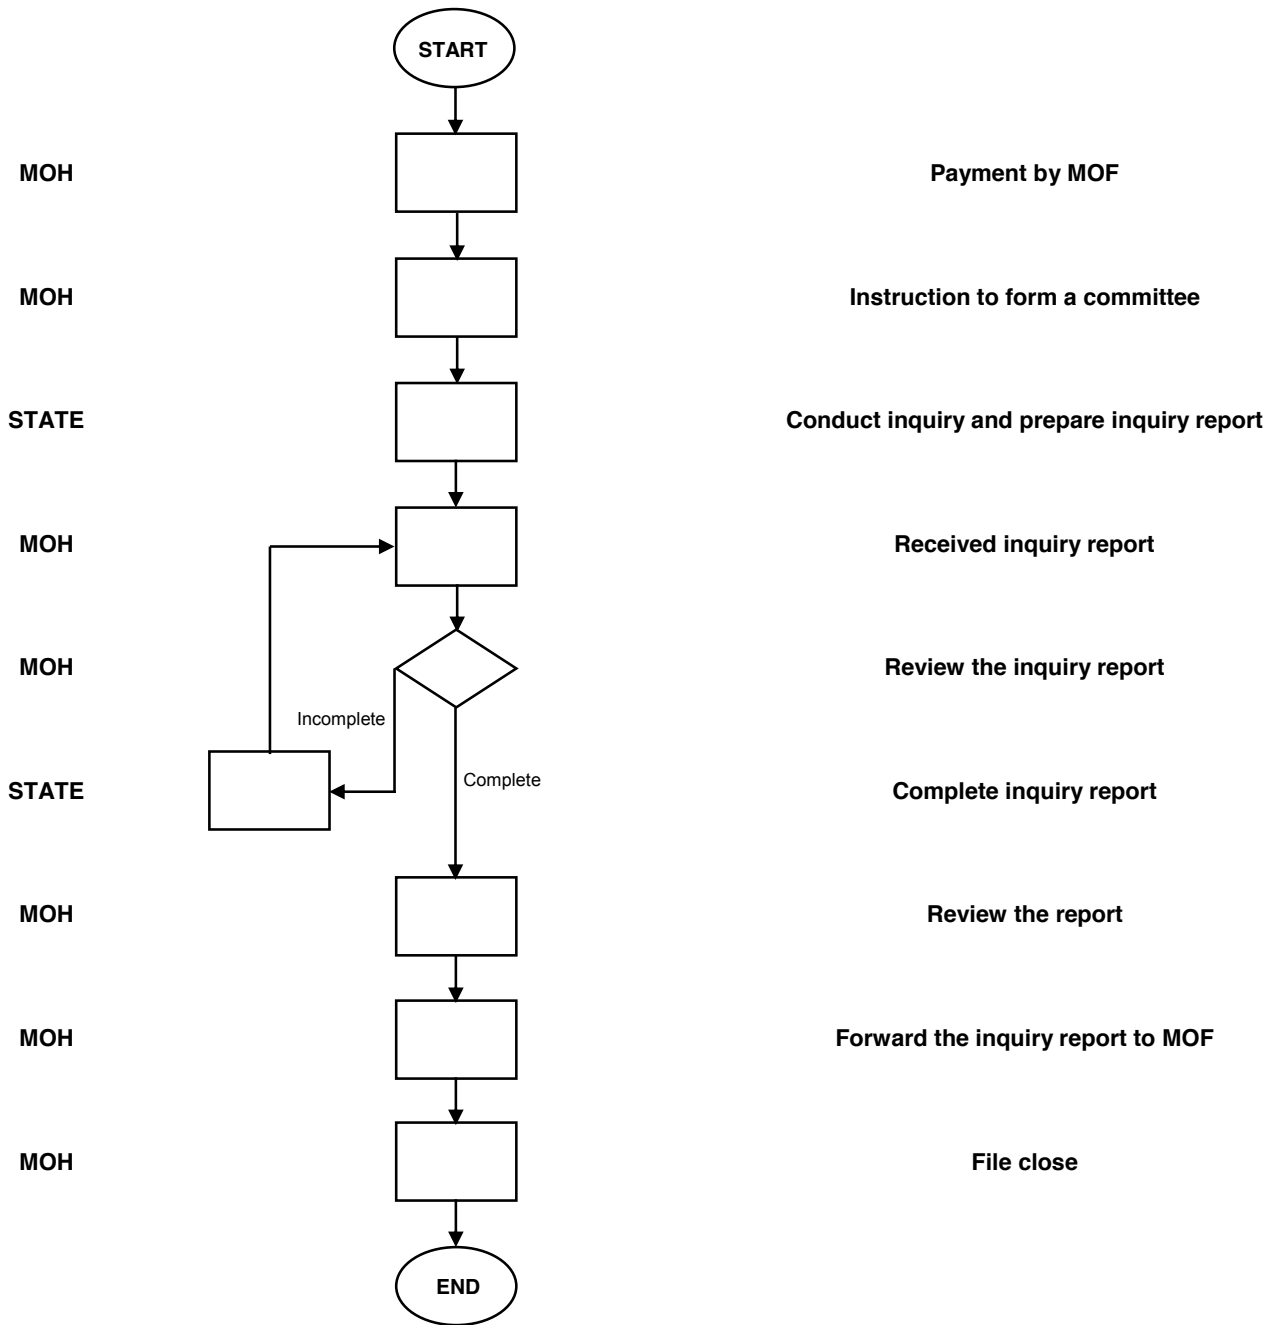 START
MOH
Payment by MOF
MOH
Instruction to form a committee
STATE
Conduct inquiry and prepare inquiry report
MOH
Received inquiry report
MOH
Review the inquiry report
Incomplete
STATE
Complete
Complete inquiry report
MOH
Review the report
MOH
Forward the inquiry report to MOF
MOH
File close
END